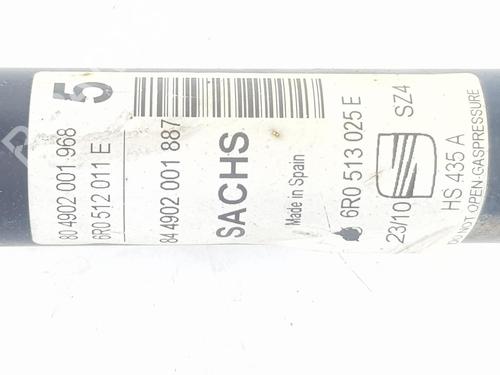 80 4902 001 968
5
6R0 512 011 E
84 4902 001 887
SACHS
Made in Spain
6R0 513 025 E
23/10
SZ4
HS 435 A
DO NOT OPEN-GASPRESSURE